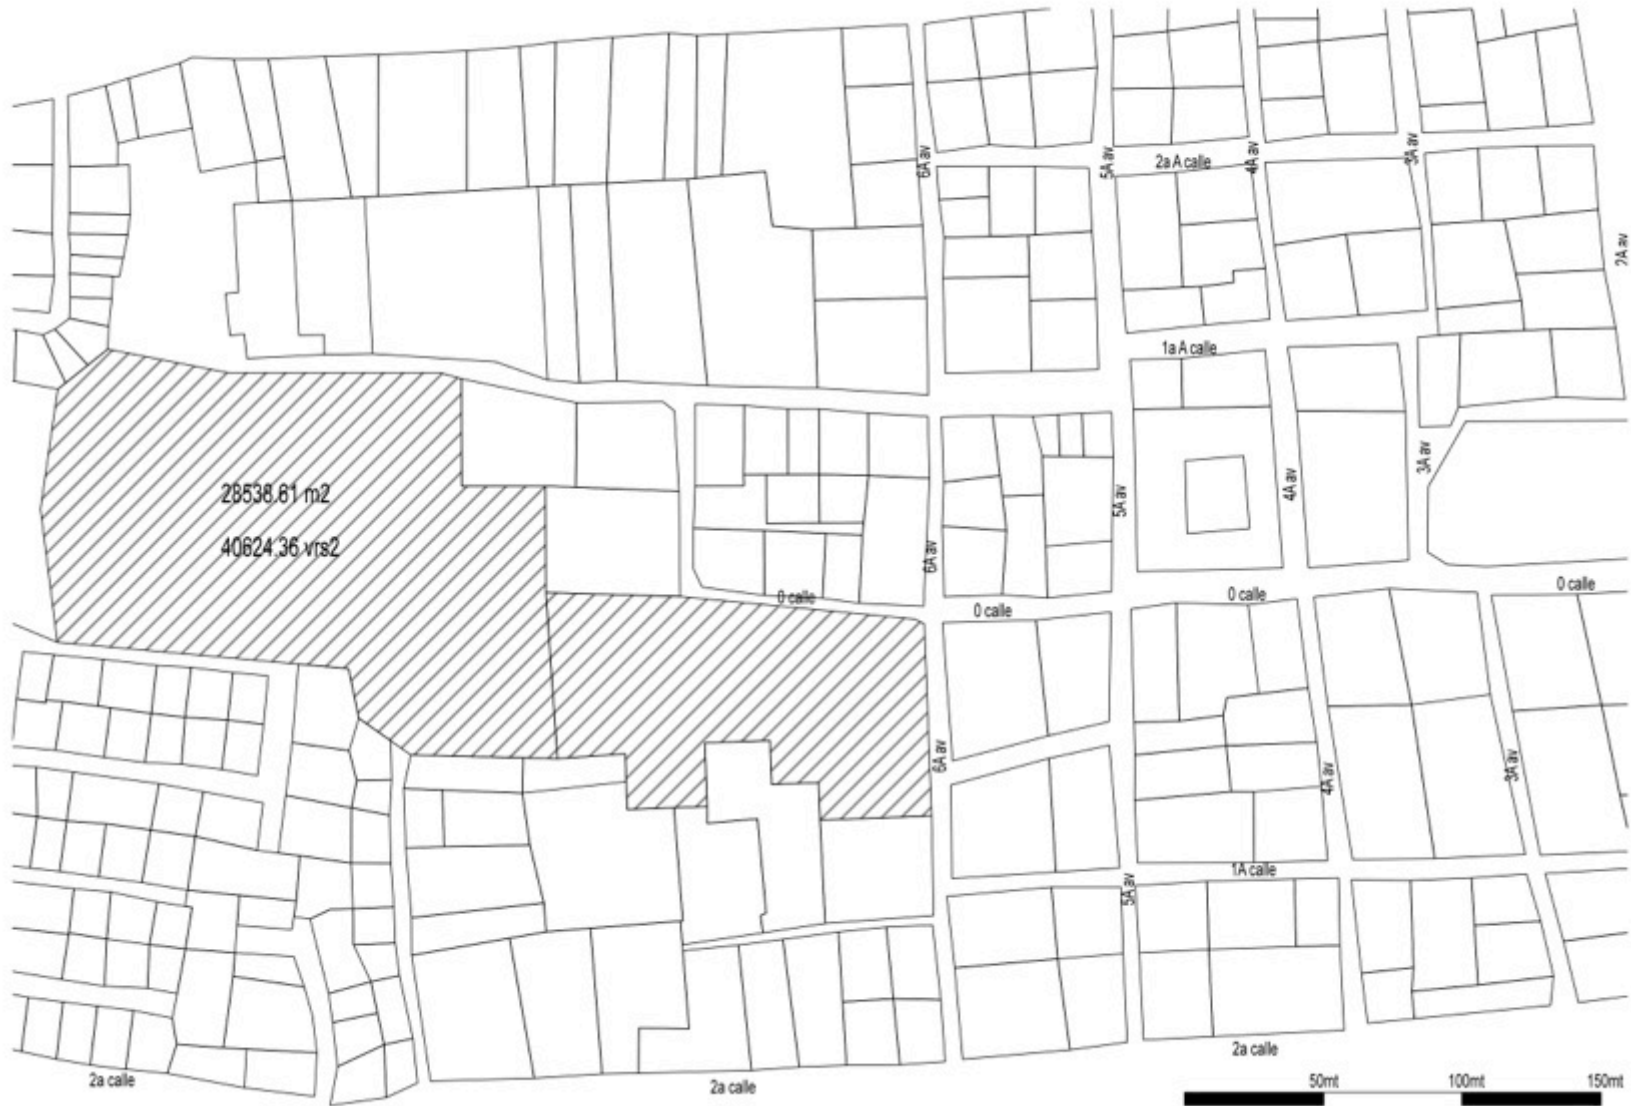 2a A calle
6A av
5A av
4A av
3A av
2A av
1a A calle
3A av
4A av
5A av
28538.61 m2
40624.36 vrs2
6A av
0 calle
0 calle
0 calle
0 calle
6A av
4A av
3A av
1A calle
5A av
2a calle
2a calle
2a calle
50mt
100mt
150mt